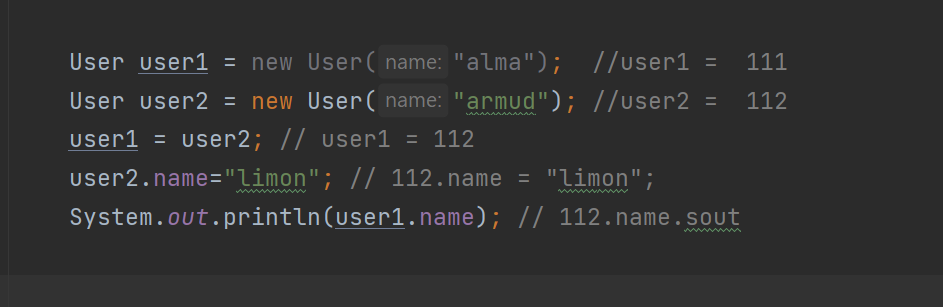 User user1 = new User( name: "alma");  //user1 =  111
User user2 = new User( name: "armud"); //user2 =  112
user1 = user2; // user1 = 112
user2.name="limon"; // 112.name = "limon";
System.out.println(user1.name); // 112.name.sout